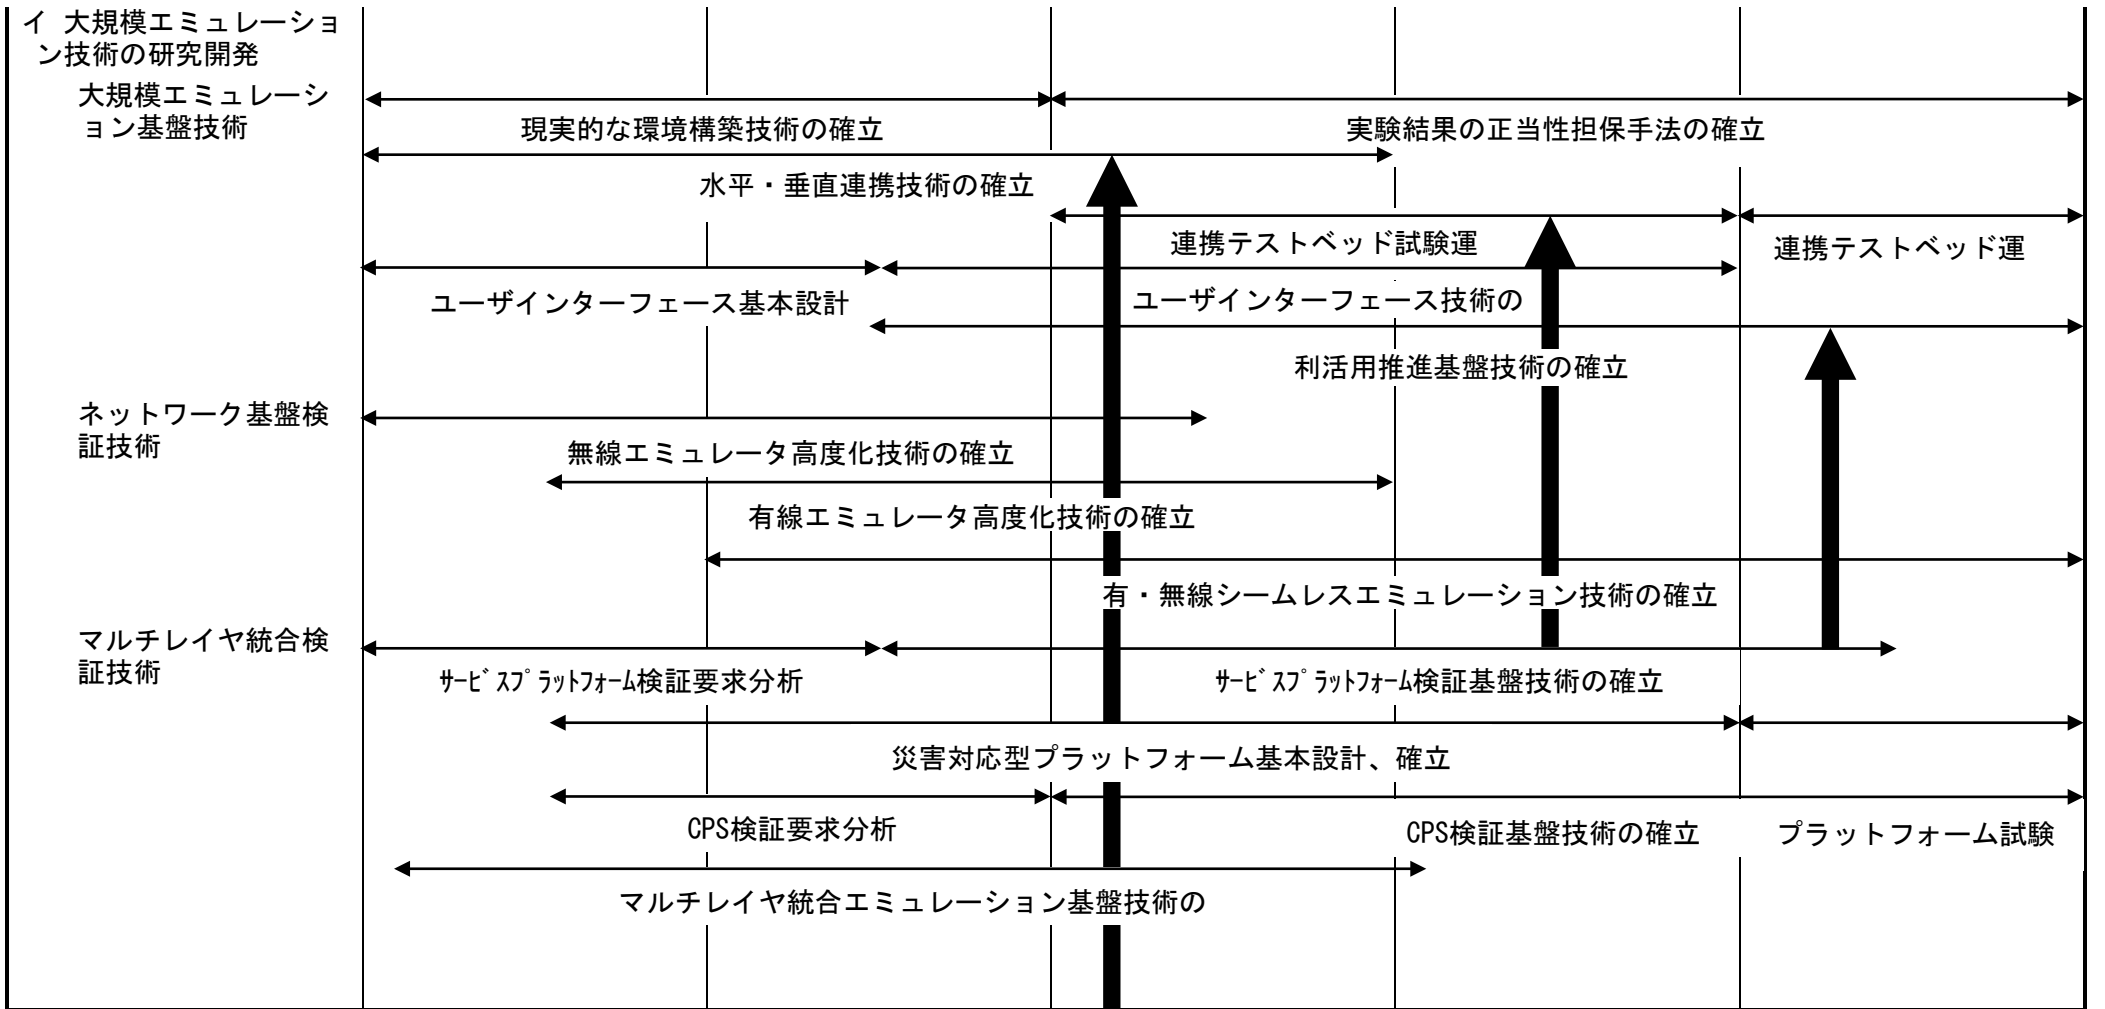 イ 大規模エミュレーショ
ン技術の研究開発
大規模エミュレーシ
ョン基盤技術
現実的な環境構築技術の確立
実験結果の正当性担保手法の確立
水平・垂直連携技術の確立
連携テストベッド試験運
連携テストベッド運
ユーザインターフェース基本設計
ユーザインターフェース技術の
利活用推進基盤技術の確立
ネットワーク基盤検
証技術
無線エミュレータ高度化技術の確立
有線エミュレータ高度化技術の確立
有・無線シームレスエミュレーション技術の確立
マルチレイヤ統合検
証技術
ｻｰﾋﾞｽﾌﾟﾗｯﾄﾌｫｰﾑ検証要求分析
ｻｰﾋﾞｽﾌﾟﾗｯﾄﾌｫｰﾑ検証基盤技術の確立
災害対応型プラットフォーム基本設計、確立
CPS検証要求分析
CPS検証基盤技術の確立
プラットフォーム試験
マルチレイヤ統合エミュレーション基盤技術の